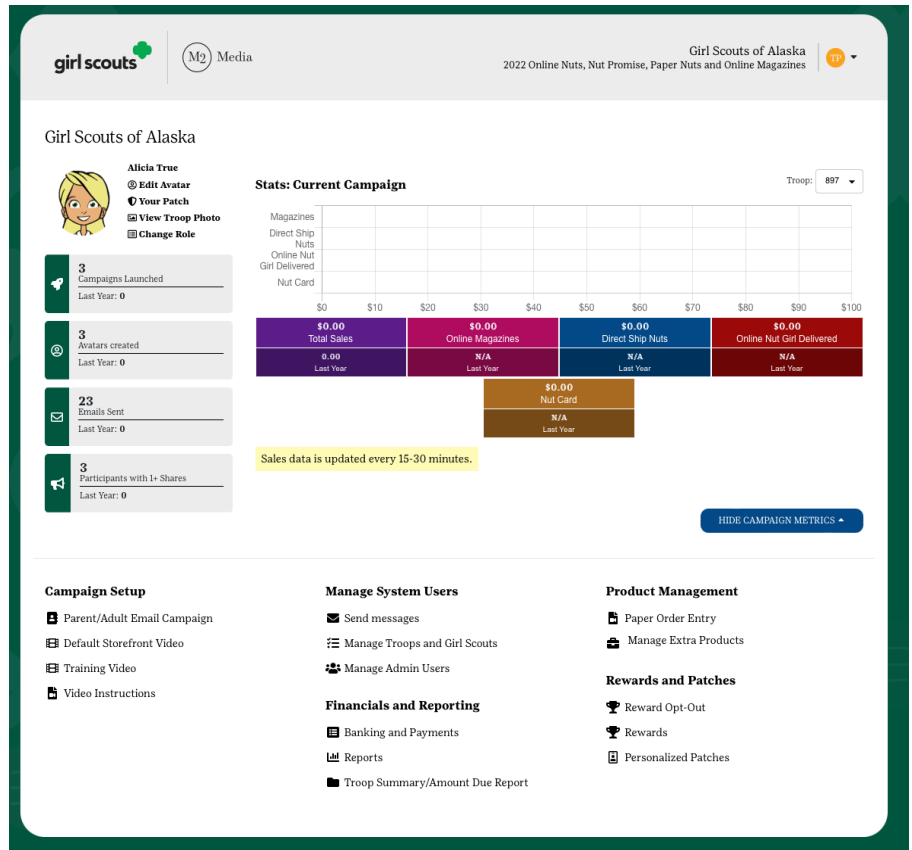 girl scouts
M2 Media
Girl Scouts of Alaska
2022 Online Nuts, Nut Promise, Paper Nuts and Online Magazines
TP
Girl Scouts of Alaska
Alicia True
Edit Avatar
Your Patch
View Troop Photo
Change Role
3
Campaigns Launched
Last Year: 0
3
Avatars created
Last Year: 0
23
Emails Sent
Last Year: 0
3
Participants with 1+ Shares
Last Year: 0
Stats: Current Campaign
Troop: 897
Magazines
Direct Ship
Nuts
Online Nut
Girl Delivered
Nut Card
$0 $10 $20 $30 $40 $50 $60 $70 $80 $90 $100
$0.00 $0.00 $0.00 $0.00
Total Sales Online Magazines Direct Ship Nuts Online Nut Girl Delivered
0.00 N/A N/A N/A
Last Year Last Year Last Year Last Year
$0.00
Nut Card
N/A
Last Year
Sales data is updated every 15-30 minutes.
HIDE CAMPAIGN METRICS
Campaign Setup
Parent/Adult Email Campaign
Default Storefront Video
Training Video
Video Instructions
Manage System Users
Send messages
Manage Troops and Girl Scouts
Manage Admin Users
Financials and Reporting
Banking and Payments
Reports
Troop Summary/Amount Due Report
Product Management
Paper Order Entry
Manage Extra Products
Rewards and Patches
Reward Opt-Out
Rewards
Personalized Patches